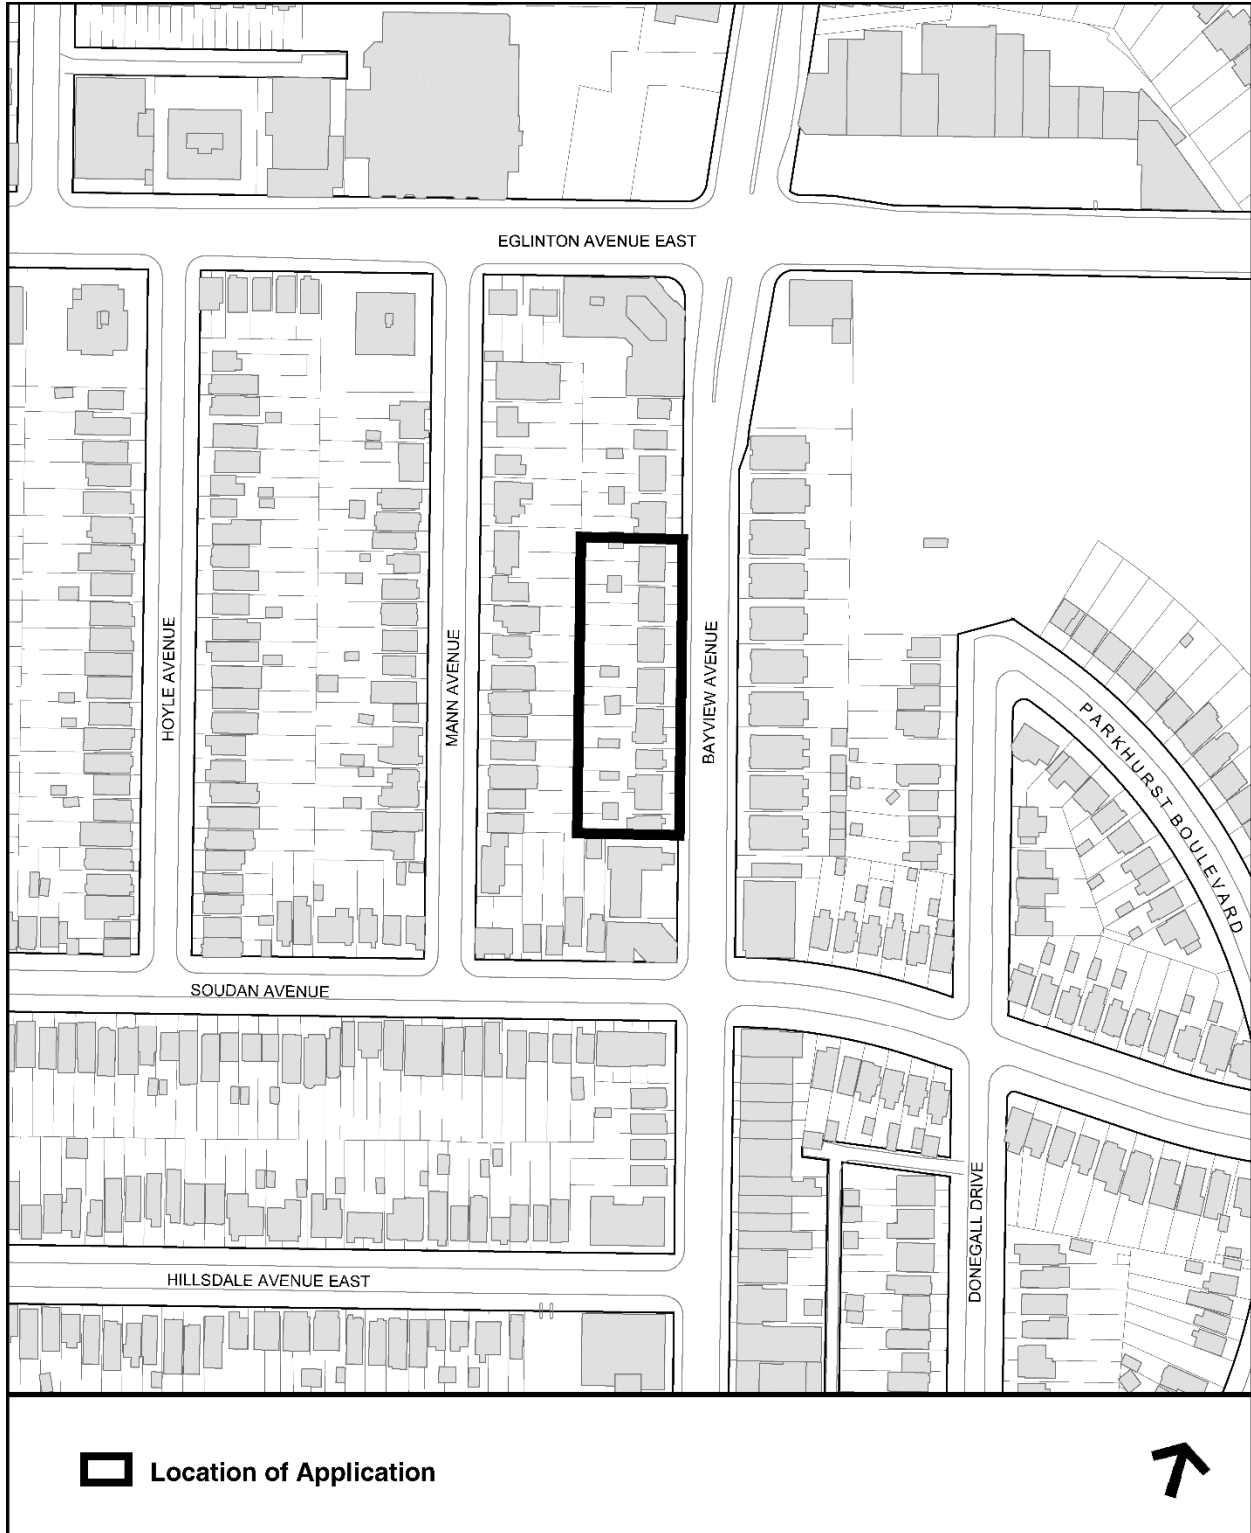 EGLINTON AVENUE EAST
HOYLE AVENUE
MANN AVENUE
BAYVIEW AVENUE
PARKHURST BOULEVARD
SOUDAN AVENUE
DONEGALL DRIVE
HILLSDALE AVENUE EAST
Location of Application